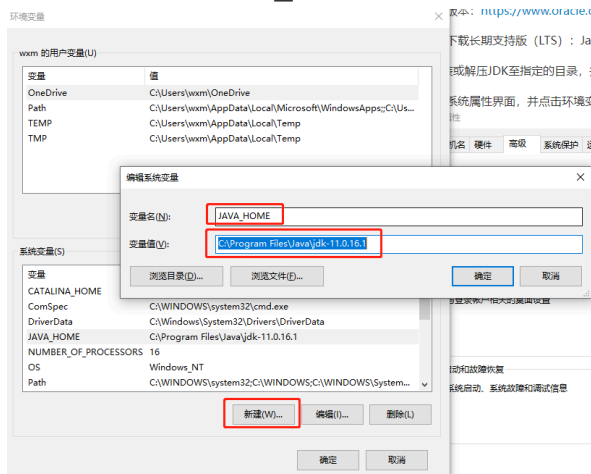 环境变量
wxm 的用户变量(U)
变量 值
OneDrive C:\Users\wxm\OneDrive
Path C:\Users\wxm\AppData\Local\Microsoft\WindowsApps;;C:\Us...
TEMP C:\Users\wxm\AppData\Local\Temp
TMP C:\Users\wxm\AppData\Local\Temp
编辑系统变量
变量名(N): JAVA_HOME
变量值(V): C:\Program Files\Java\jdk-11.0.16.1
浏览目录(D)... 浏览文件(F)... 确定 取消
系统变量(S)
变量
CATALINA_HOME
ComSpec C:\WINDOWS\system32\cmd.exe
DriverData C:\Windows\System32\Drivers\DriverData
JAVA_HOME C:\Program Files\Java\jdk-11.0.16.1
NUMBER_OF_PROCESSORS 16
OS Windows_NT
Path C:\WINDOWS\system32;C:\WINDOWS;C:\WINDOWS\System...
新建(W)... 编辑(I)... 删除(L)
确定 取消
版本: https://www.oracle.c
下载长期支持版（LTS）: Ja
或解压JDK至指定的目录，
系统属性界面，并点击环境变
性
机名 硬件 高级 系统保护
动和故障恢复
系统启动、系统故障和调试信息